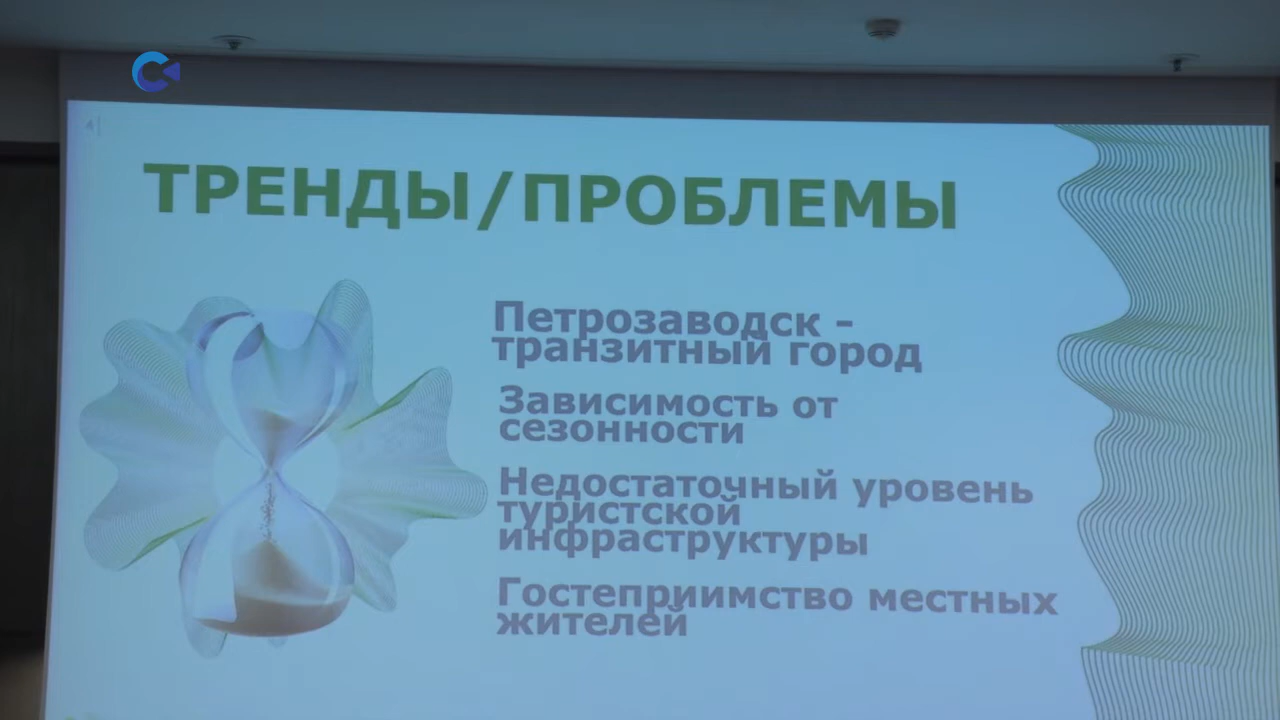 ТРЕНДЫ/ПРОБЛЕМЫ
Петрозаводск -
транзитный город
Зависимость от
сезонности
Недостаточный уровень
туристской
инфраструктуры
Гостеприимство местных
жителей